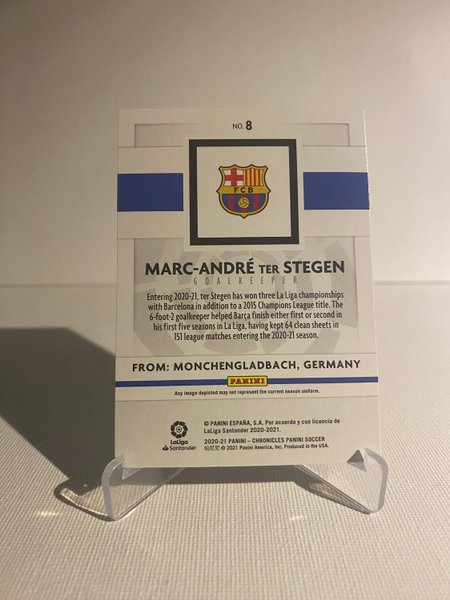 NO. 8
FCB
MARC-ANDRÉ TER STEGEN
GOALKEEPER
Entering 2020-21, ter Stegen has won three La Liga championships
with Barcelona in addition to a 2015 Champions League title. The
6-foot-2 goalkeeper helped Barça finish either first or second in
his first five seasons in La Liga, having kept 64 clean sheets in
151 league matches entering the 2020-21 season.
FROM: MONCHENGLADBACH, GERMANY
PANINI
Any image depicted may not represent the current season uniform.
© PANINI ESPAÑA, S.A. Por acuerdo y con licencia de
LaLiga Santander 2020-2021.
LaLiga
Santander
2020-21 PANINI – CHRONICLES PANINI SOCCER
帕尼尼 © 2021 Panini America, Inc. Produced in the USA.